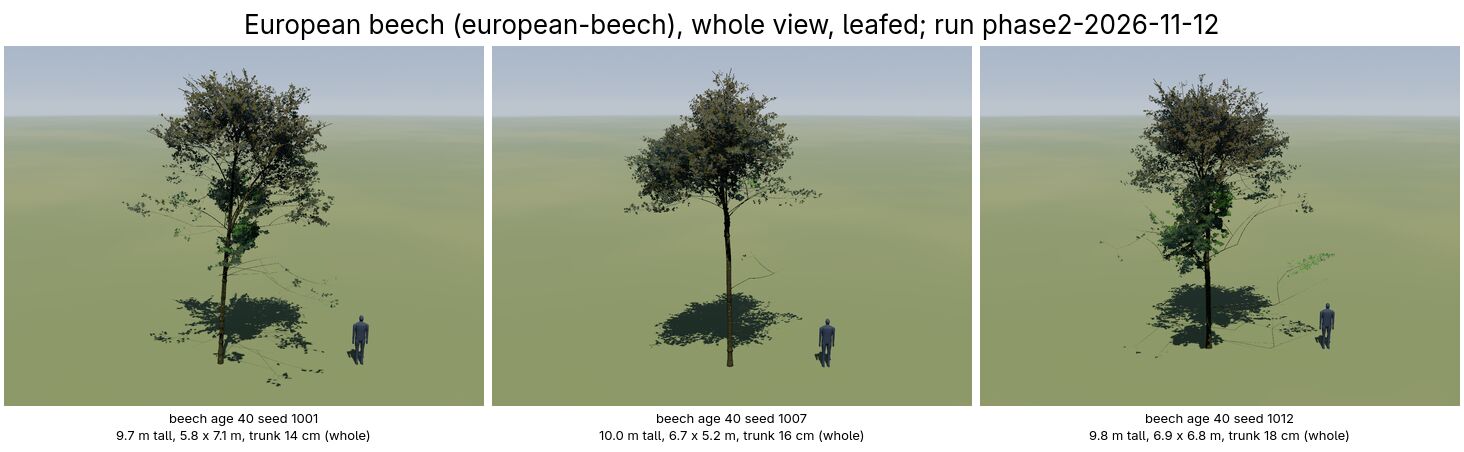 European beech (european-beech), whole view, leafed; run phase2-2026-11-12
beech age 40 seed 1001
9.7 m tall, 5.8 x 7.1 m, trunk 14 cm (whole)
beech age 40 seed 1007
10.0 m tall, 6.7 x 5.2 m, trunk 16 cm (whole)
beech age 40 seed 1012
9.8 m tall, 6.9 x 6.8 m, trunk 18 cm (whole)